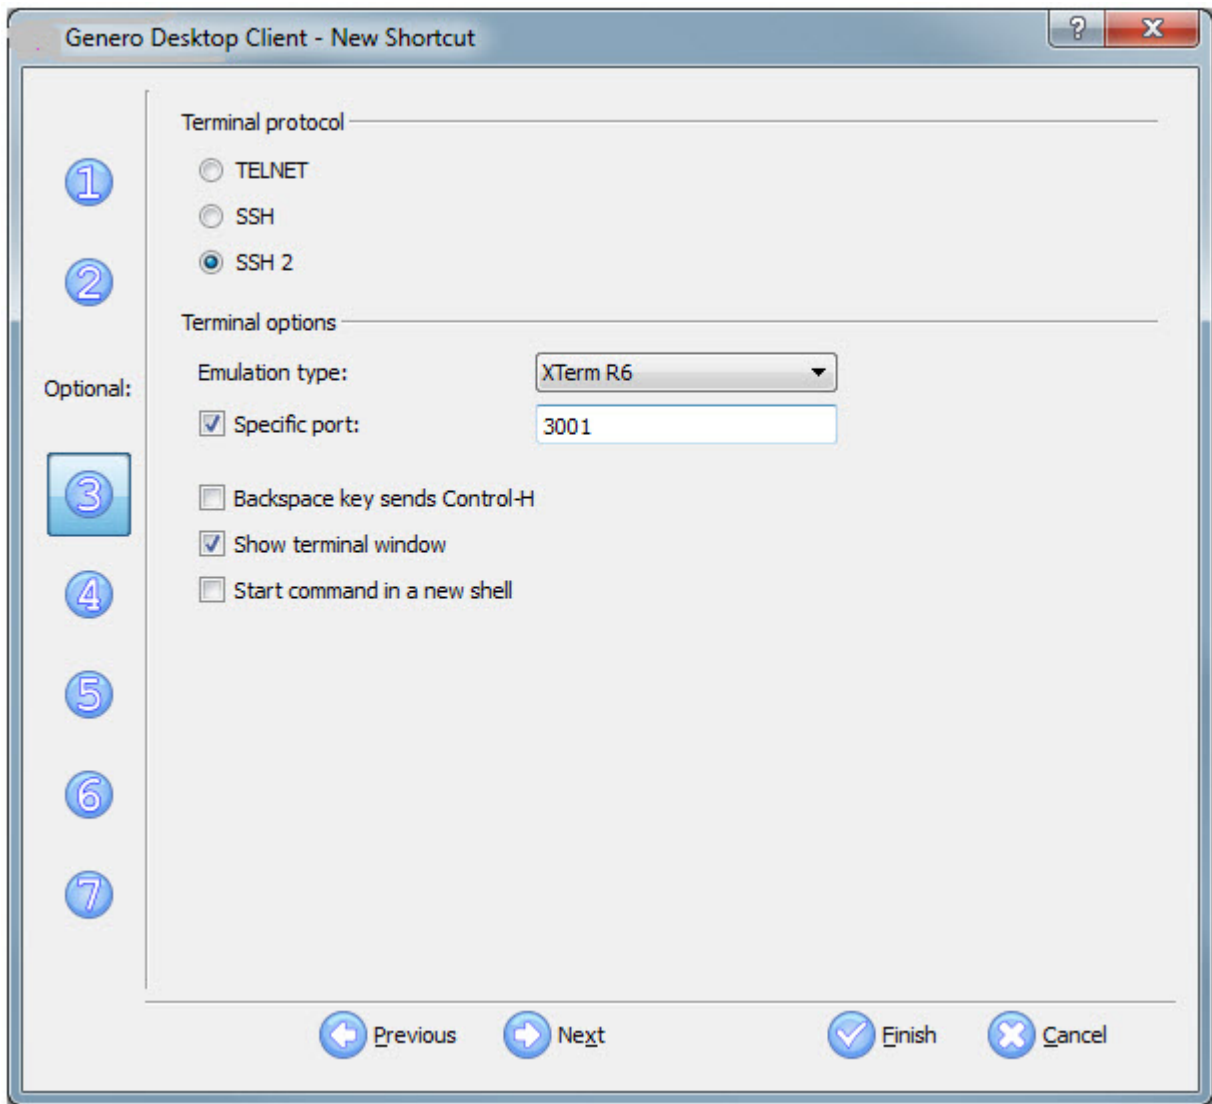 Genero Desktop Client - New Shortcut
?
X
Terminal protocol
1
TELNET
SSH
2
SSH 2
Terminal options
Emulation type: XTerm R6
Optional:
Specific port: 3001
3
Backspace key sends Control-H
Show terminal window
4
Start command in a new shell
5
6
7
Previous Next Finish Cancel